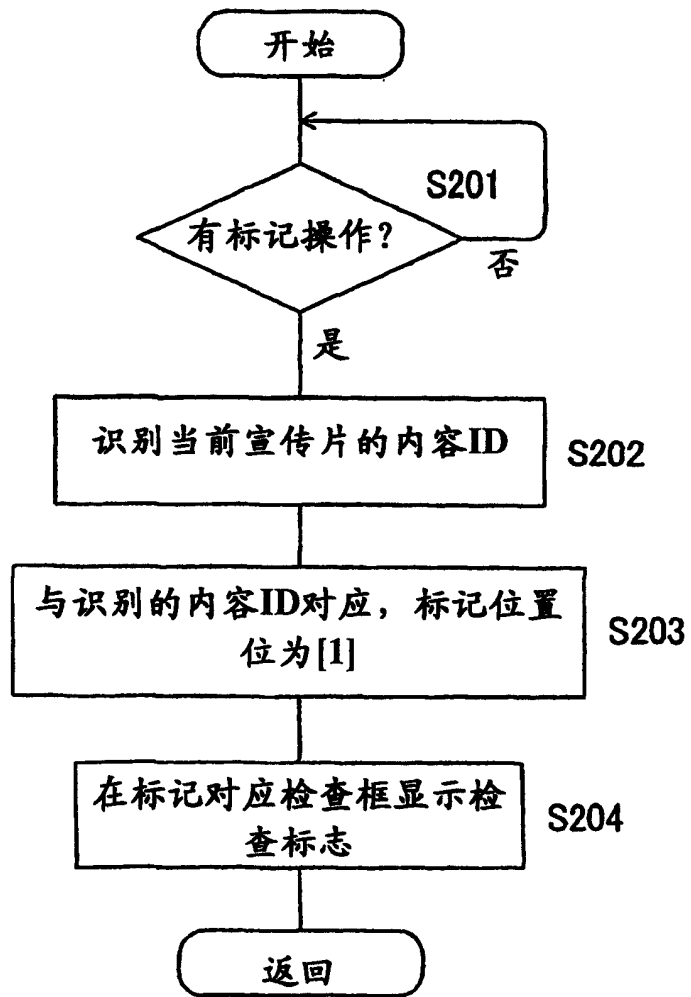 开始
S201
有标记操作？
否
是
识别当前宣传片的内容ID
S202
与识别的内容ID对应，标记位置
位为[1]
S203
在标记对应检查框显示检
查标志
S204
返回